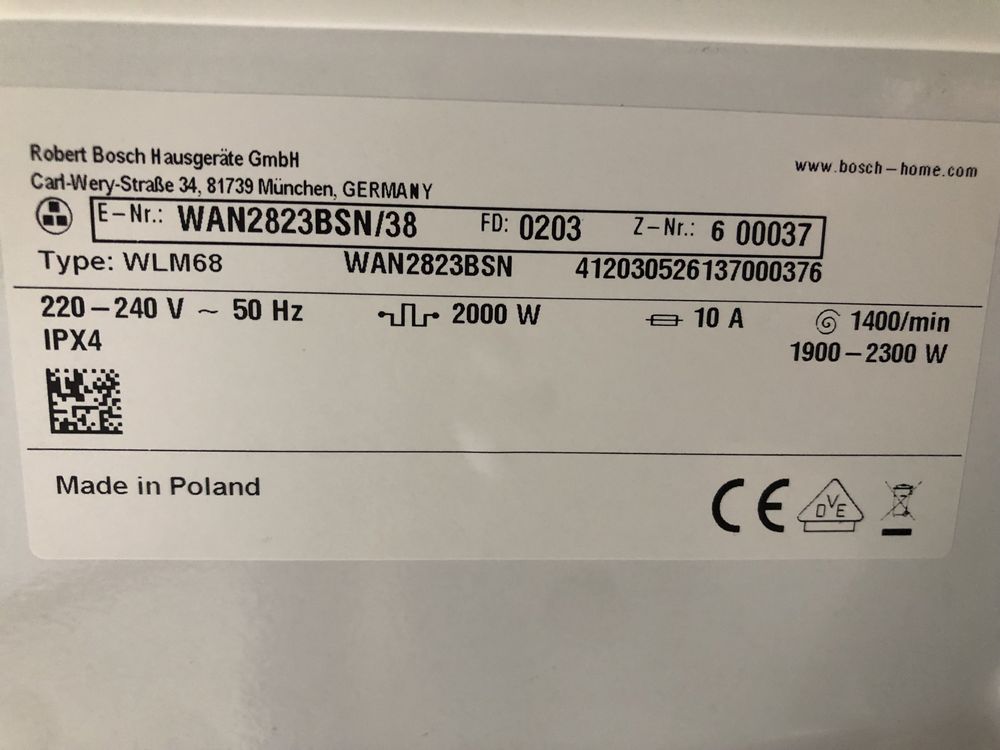 Robert Bosch Hausgeräte GmbH
www.bosch-home.com
Carl-Wery-Straße 34, 81739 München, GERMANY
E-Nr.: WAN2823BSN/38 FD: 0203 Z-Nr.: 6 00037
Type: WLM68 WAN2823BSN 412030526137000376
220-240 V ~ 50 Hz 2000 W 10 A 1400/min
IPX4 1900-2300 W
Made in Poland
CE DVE